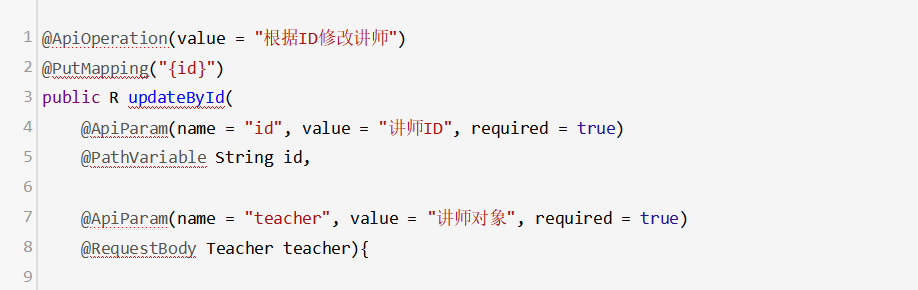 1 @ApiOperation(value = "根据ID修改讲师")
2 @PutMapping("{id}")
3 public R updateById(
4 @ApiParam(name = "id", value = "讲师ID", required = true)
5 @PathVariable String id,
6
7 @ApiParam(name = "teacher", value = "讲师对象", required = true)
8 @RequestBody Teacher teacher){
9